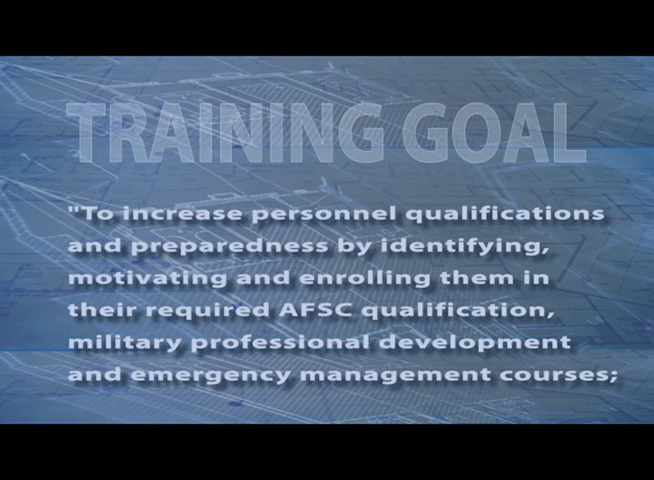 TRAINING GOAL
"To increase personnel qualifications
and preparedness by identifying,
motivating and enrolling them in
their required AFSC qualification,
military professional development
and emergency management courses;